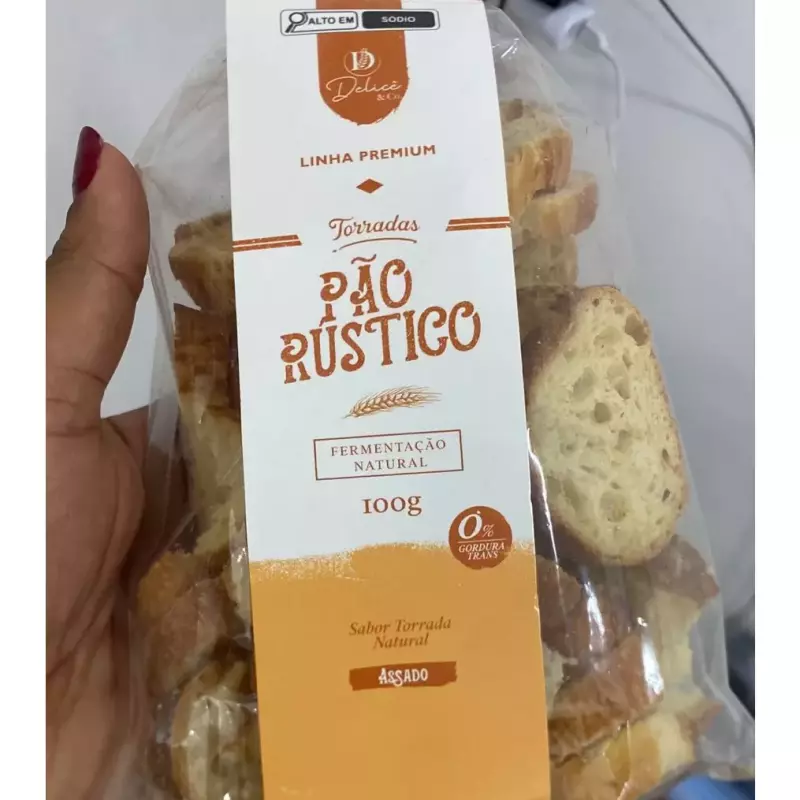 ALTO EM SÓDIO
D
Delicê
& Co.
LINHA PREMIUM
Torradas
PÃO
RÚSTICO
FERMENTAÇÃO
NATURAL
100g
0%
GORDURA
TRANS
Sabor Torrada
Natural
ASSADO